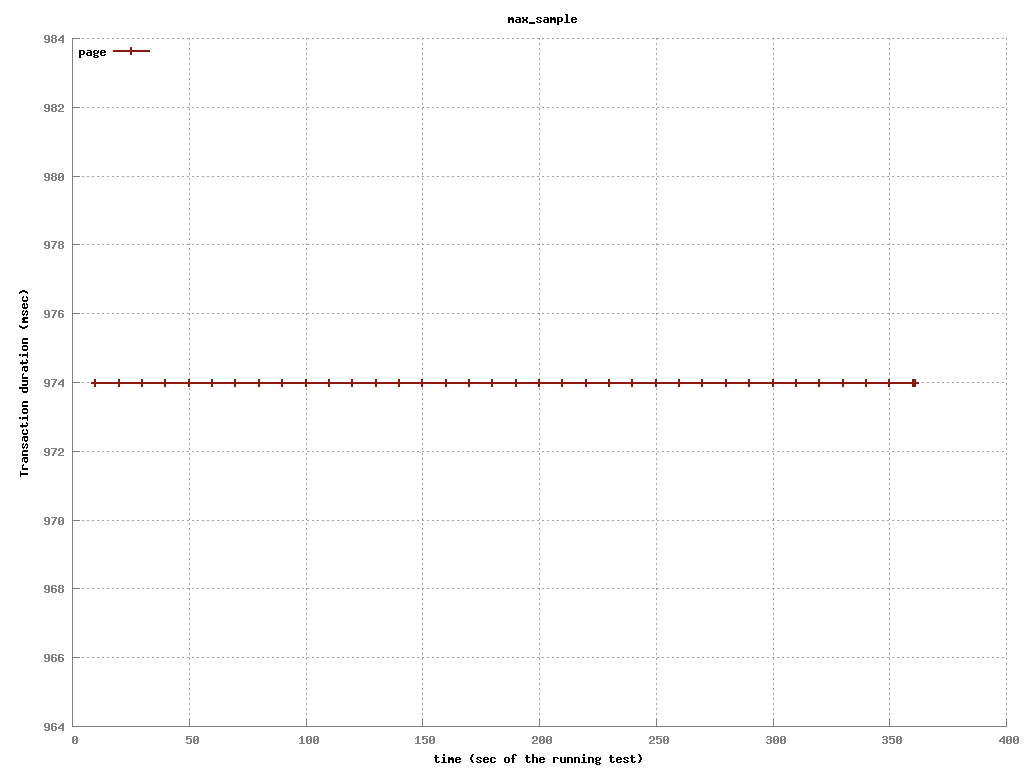 max_sample
984
page
982
980
978
976
974
972
970
968
966
964
0 50 100 150 200 250 300 350 400
time (sec of the running test)
Transaction duration (msec)